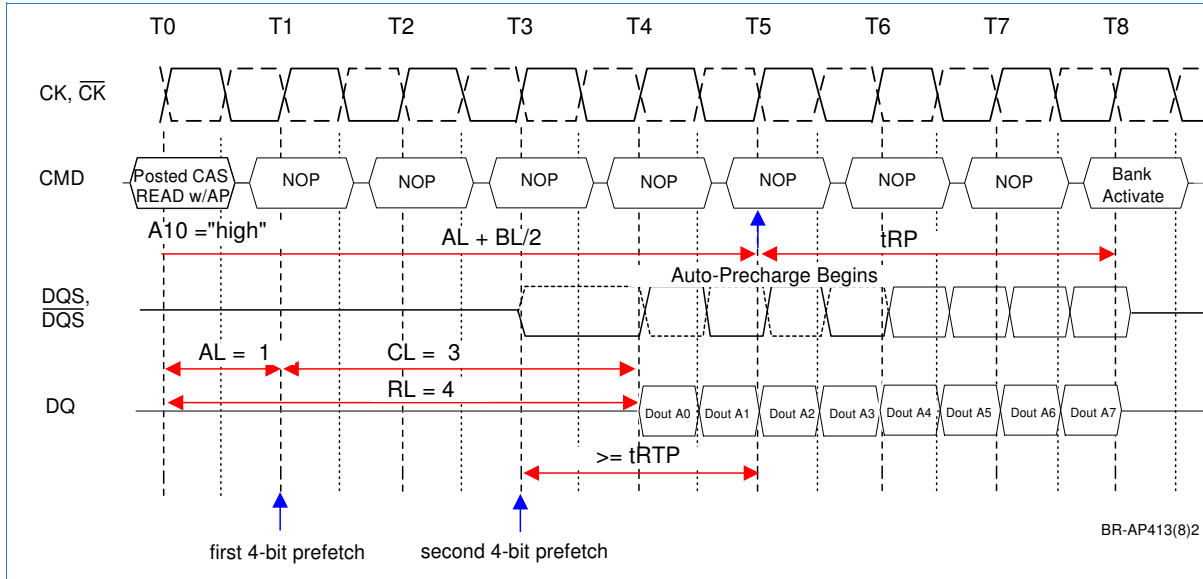 T0 T1 T2 T3 T4 T5 T6 T7 T8
CK, CK
CMD
Posted CAS
READ w/AP
NOP NOP NOP NOP NOP NOP NOP
Bank
Activate
A10 ="high"
AL + BL/2
tRP
Auto-Precharge Begins
DQS,
DQS
AL = 1
CL = 3
RL = 4
DQ
Dout A0 Dout A1 Dout A2 Dout A3 Dout A4 Dout A5 Dout A6 Dout A7
>= tRTP
first 4-bit prefetch
second 4-bit prefetch
BR-AP413(8)2